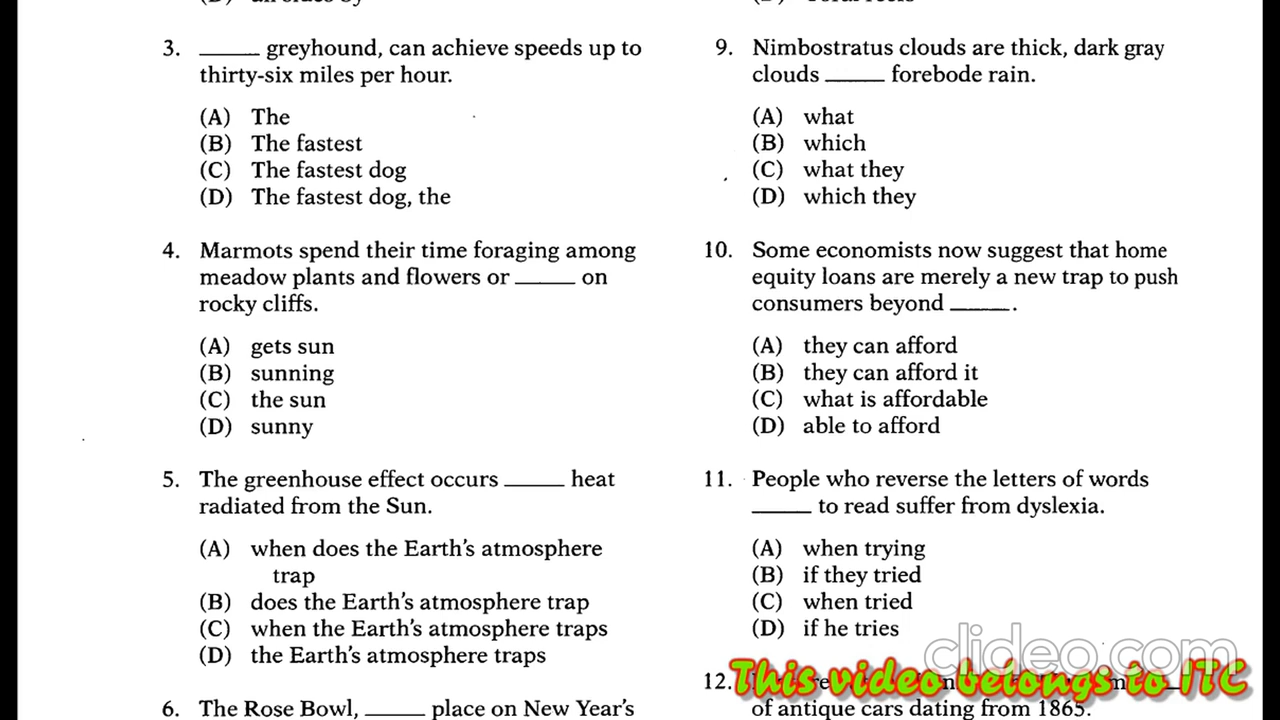 3. _____ greyhound, can achieve speeds up to
thirty-six miles per hour.
(A) The
(B) The fastest
(C) The fastest dog
(D) The fastest dog, the
4. Marmots spend their time foraging among
meadow plants and flowers or _____ on
rocky cliffs.
(A) gets sun
(B) sunning
(C) the sun
(D) sunny
5. The greenhouse effect occurs _____ heat
radiated from the Sun.
(A) when does the Earth's atmosphere
trap
(B) does the Earth's atmosphere trap
(C) when the Earth's atmosphere traps
(D) the Earth's atmosphere traps
6. The Rose Bowl, _____ place on New Year's
9. Nimbostratus clouds are thick, dark gray
clouds _____ forebode rain.
(A) what
(B) which
(C) what they
(D) which they
10. Some economists now suggest that home
equity loans are merely a new trap to push
consumers beyond _____.
(A) they can afford
(B) they can afford it
(C) what is affordable
(D) able to afford
11. People who reverse the letters of words
_____ to read suffer from dyslexia.
(A) when trying
(B) if they tried
(C) when tried
(D) if he tries
12.
of antique cars dating from 1865.
clideo.com
This video belongs to ITC